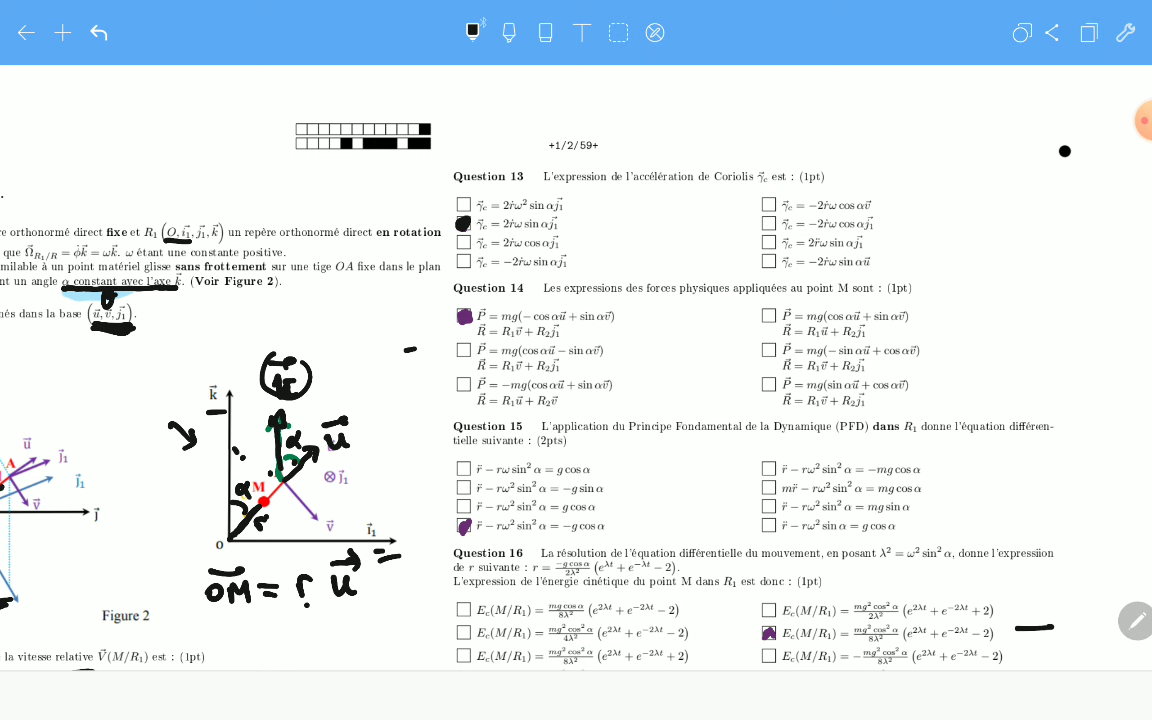 +1/2/59+
re orthonormé direct fixe et R₁ (O, i⃗₁, j⃗₁, k⃗) un repère orthonormé direct en rotation
que Ω⃗_{R₁/R} = φ̇k⃗ = ωk⃗. ω étant une constante positive.
milable à un point matériel glisse sans frottement sur une tige OA fixe dans le plan
nt un angle α constant avec l'axe k⃗. (Voir Figure 2).
nés dans la base (u⃗, v⃗, j⃗₁).
k⃗
α
u⃗
u⃗
A
j⃗₁
j⃗₁
v⃗
j⃗
α
M
r
⊗ j⃗₁
v⃗
i⃗₁
O
OM⃗ = r u⃗
Figure 2
la vitesse relative V⃗(M/R₁) est : (1pt)
Question 13 L'expression de l'accélération de Coriolis γ⃗c est : (1pt)
γ⃗c = 2ṙω² sin αj⃗₁
γ⃗c = 2ṙω sin αj⃗₁
γ⃗c = 2ṙω cos αj⃗₁
γ⃗c = −2ṙω sin αj⃗₁
γ⃗c = −2ṙω cos αv⃗
γ⃗c = −2ṙω cos αj⃗₁
γ⃗c = 2r̈ω sin αj⃗₁
γ⃗c = −2ṙω sin αu⃗
Question 14 Les expressions des forces physiques appliquées au point M sont : (1pt)
P⃗ = mg(− cos αu⃗ + sin αv⃗)
R⃗ = R₁v⃗ + R₂j⃗₁
P⃗ = mg(cos αu⃗ − sin αv⃗)
R⃗ = R₁v⃗ + R₂j⃗₁
P⃗ = −mg(cos αu⃗ + sin αv⃗)
R⃗ = R₁u⃗ + R₂v⃗
P⃗ = mg(cos αu⃗ + sin αv⃗)
R⃗ = R₁v⃗ + R₂j⃗₁
P⃗ = mg(− sin αu⃗ + cos αv⃗)
R⃗ = R₁v⃗ + R₂j⃗₁
P⃗ = mg(sin αu⃗ + cos αv⃗)
R⃗ = R₁v⃗ + R₂j⃗₁
Question 15 L'application du Principe Fondamental de la Dynamique (PFD) dans R₁ donne l'équation différen-
tielle suivante : (2pts)
r̈ − rω sin² α = g cos α
r̈ − rω² sin² α = −g sin α
r̈ − rω² sin² α = g cos α
r̈ − rω² sin² α = −g cos α
r̈ − rω² sin² α = −mg cos α
mr̈ − rω² sin² α = mg cos α
r̈ − rω² sin² α = mg sin α
r̈ − rω² sin α = g cos α
Question 16 La résolution de l'équation différentielle du mouvement, en posant λ² = ω² sin² α, donne l'expression
de r suivante : r = −g cos α/2λ² (e^{λt} + e^{−λt} − 2).
L'expression de l'énergie cinétique du point M dans R₁ est donc : (1pt)
E_c(M/R₁) = mg cos α/8λ² (e^{2λt} + e^{−2λt} − 2)
E_c(M/R₁) = mg² cos² α/4λ² (e^{2λt} + e^{−2λt} − 2)
E_c(M/R₁) = mg² cos² α/8λ² (e^{2λt} + e^{−2λt} + 2)
E_c(M/R₁) = mg² cos² α/2λ² (e^{2λt} + e^{−2λt} + 2)
E_c(M/R₁) = mg² cos² α/8λ² (e^{2λt} + e^{−2λt} − 2)
E_c(M/R₁) = −mg² cos² α/8λ² (e^{2λt} + e^{−2λt} − 2)